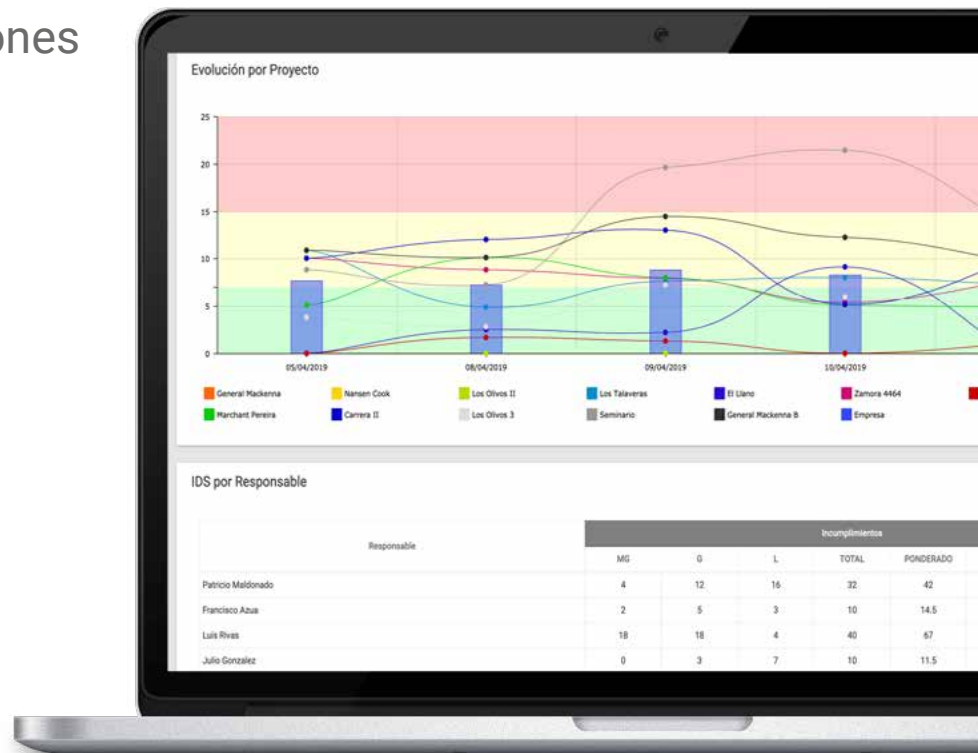 ones
Evolución por Proyecto
25
20
15
10
5
0
05/04/2019 08/04/2019 09/04/2019 10/04/2019
General Mackenna Nansen Cook Los Olivos II Los Talaveras El Llano Zamora 4464
Marchant Pereira Carrera II Los Olivos 3 Seminario General Mackenna B Empresa
IDS por Responsable
Responsable Incumplimientos
MG G L TOTAL PONDERADO
Patricio Maldonado 4 12 16 32 42
Francisco Azua 2 5 3 10 14.5
Luis Rivas 18 18 4 40 67
Julio Gonzalez 0 3 7 10 11.5